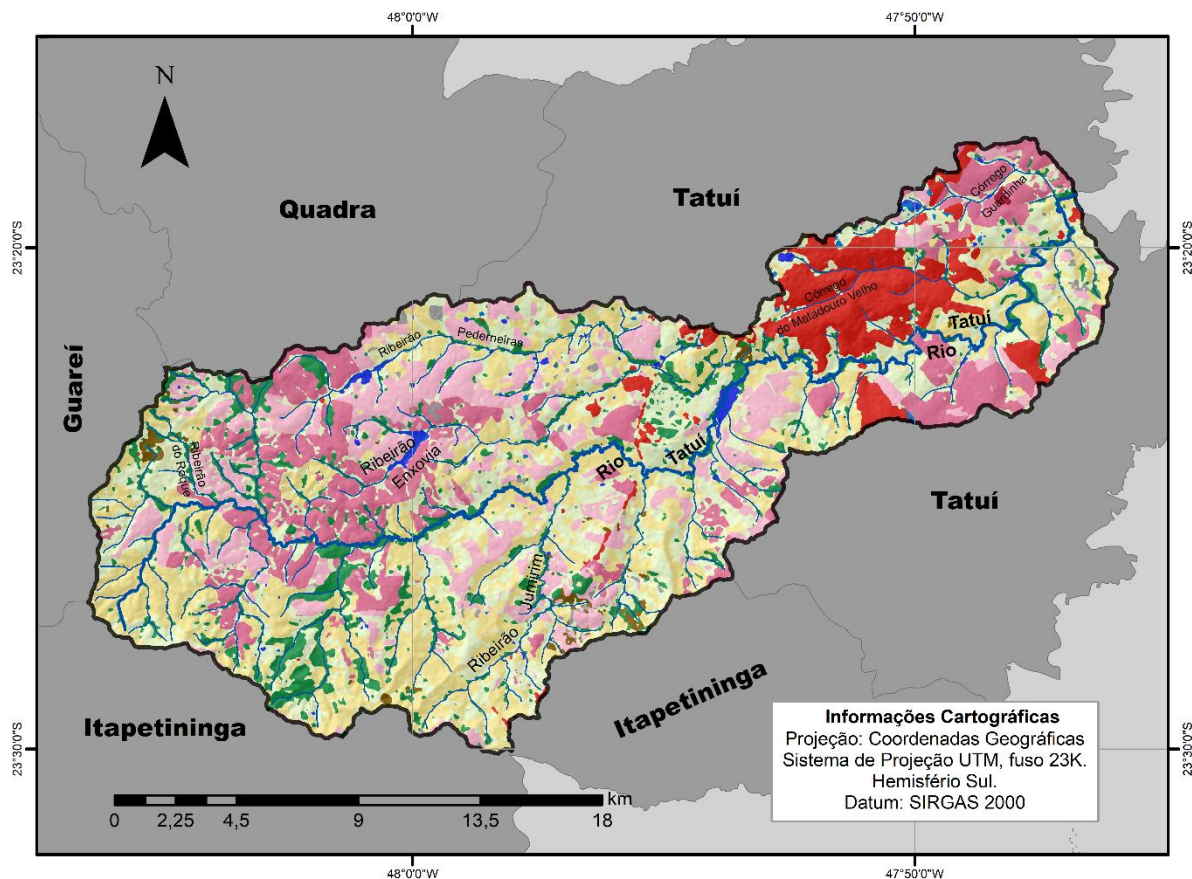 48°0'0"W
47°50'0"W
N
Quadra
Tatuí
Córrego
Guardinha
23°20'0"S
23°20'0"S
Córrego
do Matadouro Velho
Tatuí
Rio
Ribeirão
Pederneiras
Guareí
Ribeirão
do Roque
Ribeirão
Enxovia
Rio
Tatuí
Tatuí
Ribeirão
Jumirim
Itapetininga
Itapetininga
23°30'0"S
23°30'0"S
Informações Cartográficas
Projeção: Coordenadas Geográficas
Sistema de Projeção UTM, fuso 23K.
Hemisfério Sul.
Datum: SIRGAS 2000
km
0 2,25 4,5 9 13,5 18
48°0'0"W
47°50'0"W